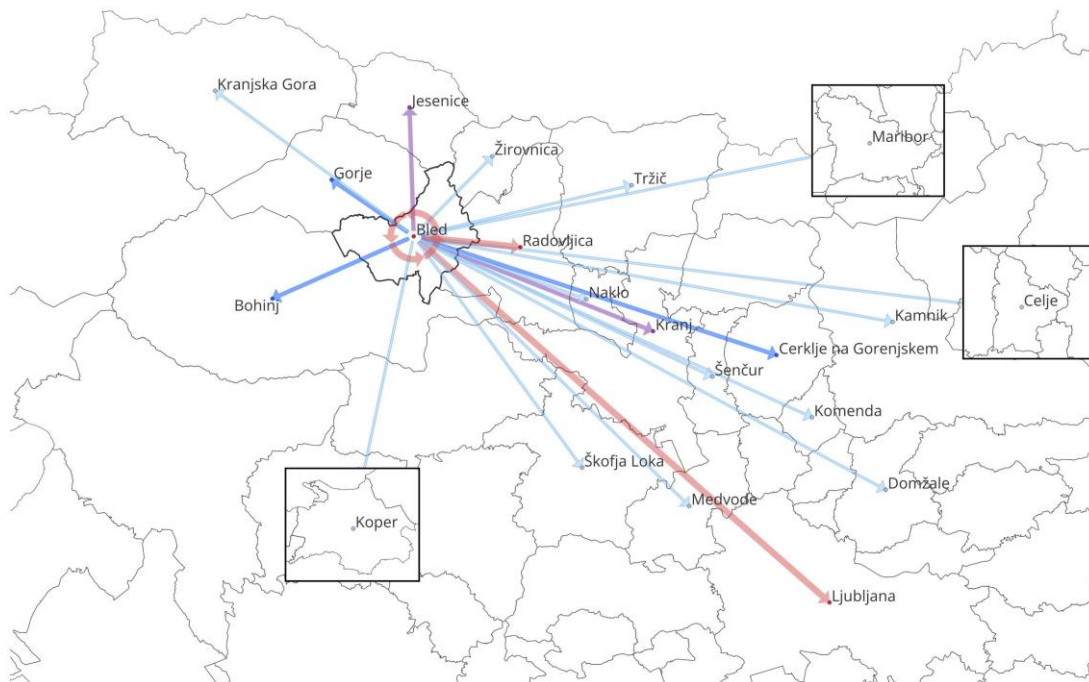 Kranjska Gora
Jesenice
Maribor
Žirovnica
Gorje
Tržič
Bled
Radovljica
Naklo
Bohinj
Celje
Kamnik
Kranj
Cerklje na Gorenjskem
Šenčur
Komenda
Škofja Loka
Domžale
Medvode
Koper
Ljubljana